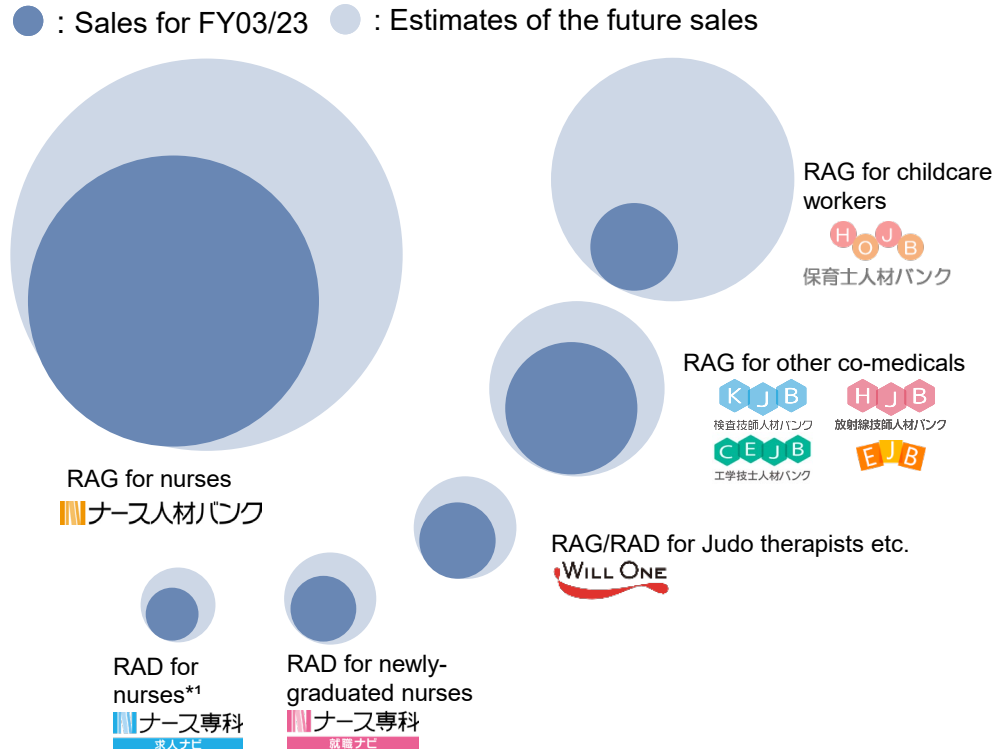 : Sales for FY03/23 : Estimates of the future sales
RAG for childcare
workers
H O J B
保育士人材バンク
RAG for other co-medicals
K J B
検査技師人材バンク
H J B
放射線技師人材バンク
C E J B
工学技士人材バンク
E J B
RAG for nurses
ナース人材バンク
RAG/RAD for Judo therapists etc.
WILL ONE
RAD for
nurses*¹
ナース専科
求人ナビ
RAD for newly-
graduated nurses
ナース専科
就職ナビ